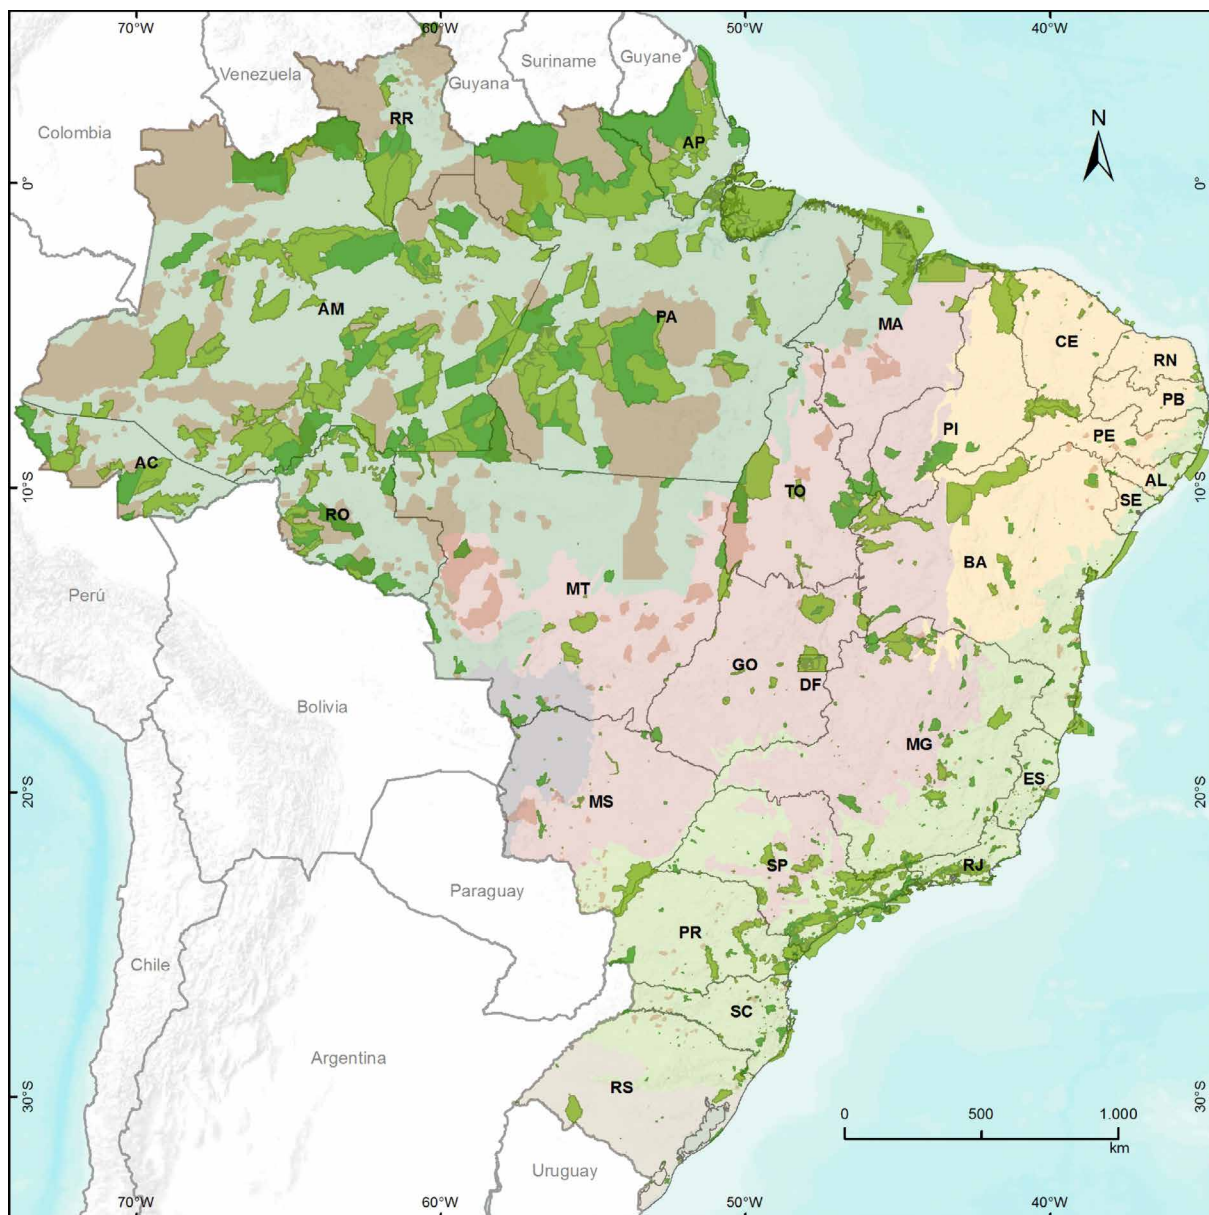 70°W 60°W 50°W 40°W
Venezuela
Guyana
Suriname
Guyane
Colombia
RR
AP
N
0°
0°
AM
PA
MA
CE
RN
PB
PI
PE
AC
AL
10°S
TO
SE
10°S
RO
BA
Perú
MT
GO
DF
Bolivia
MG
ES
20°S
MS
20°S
SP
RJ
Paraguay
PR
Chile
SC
Argentina
RS
30°S
30°S
0 500 1.000
km
Uruguay
70°W 60°W 50°W 40°W